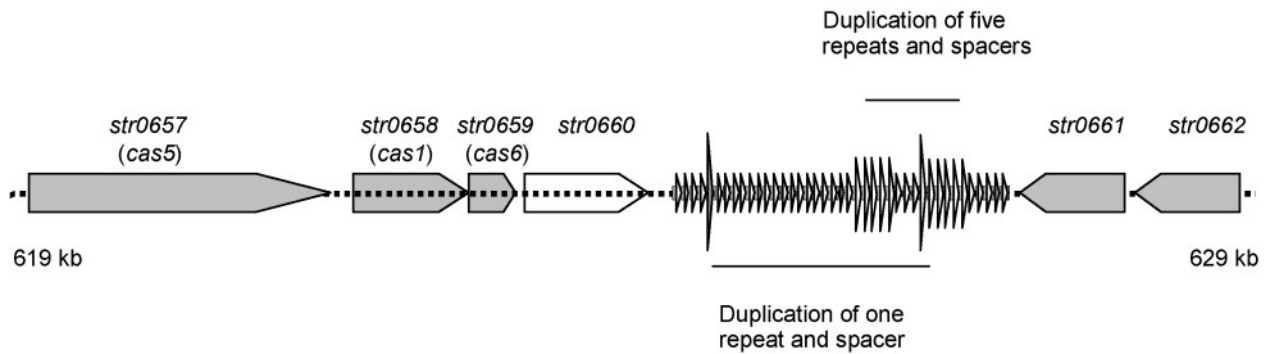 Duplication of five
repeats and spacers
str0657
(cas5)
str0658
(cas1)
str0659
(cas6)
str0660
str0661
str0662
619 kb
629 kb
Duplication of one
repeat and spacer